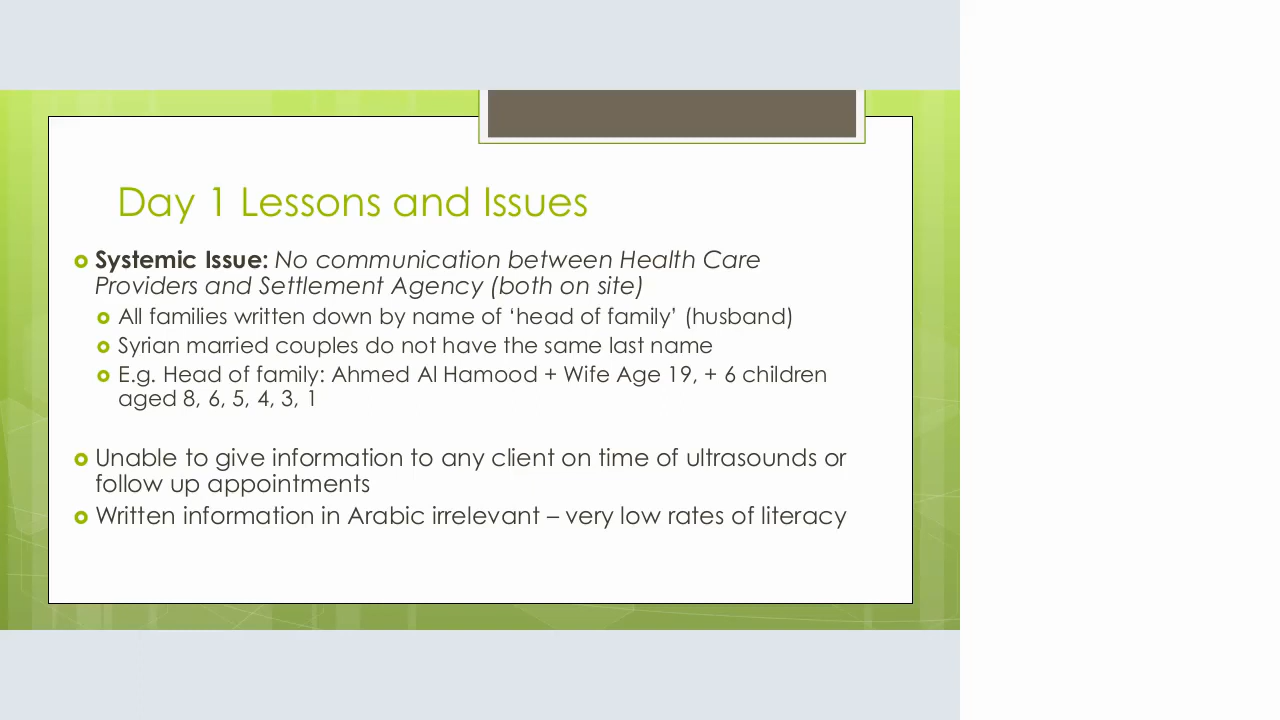 Day 1 Lessons and Issues
Systemic Issue: No communication between Health Care
Providers and Settlement Agency (both on site)
All families written down by name of ‘head of family’ (husband)
Syrian married couples do not have the same last name
E.g. Head of family: Ahmed Al Hamood + Wife Age 19, + 6 children
aged 8, 6, 5, 4, 3, 1
Unable to give information to any client on time of ultrasounds or
follow up appointments
Written information in Arabic irrelevant – very low rates of literacy